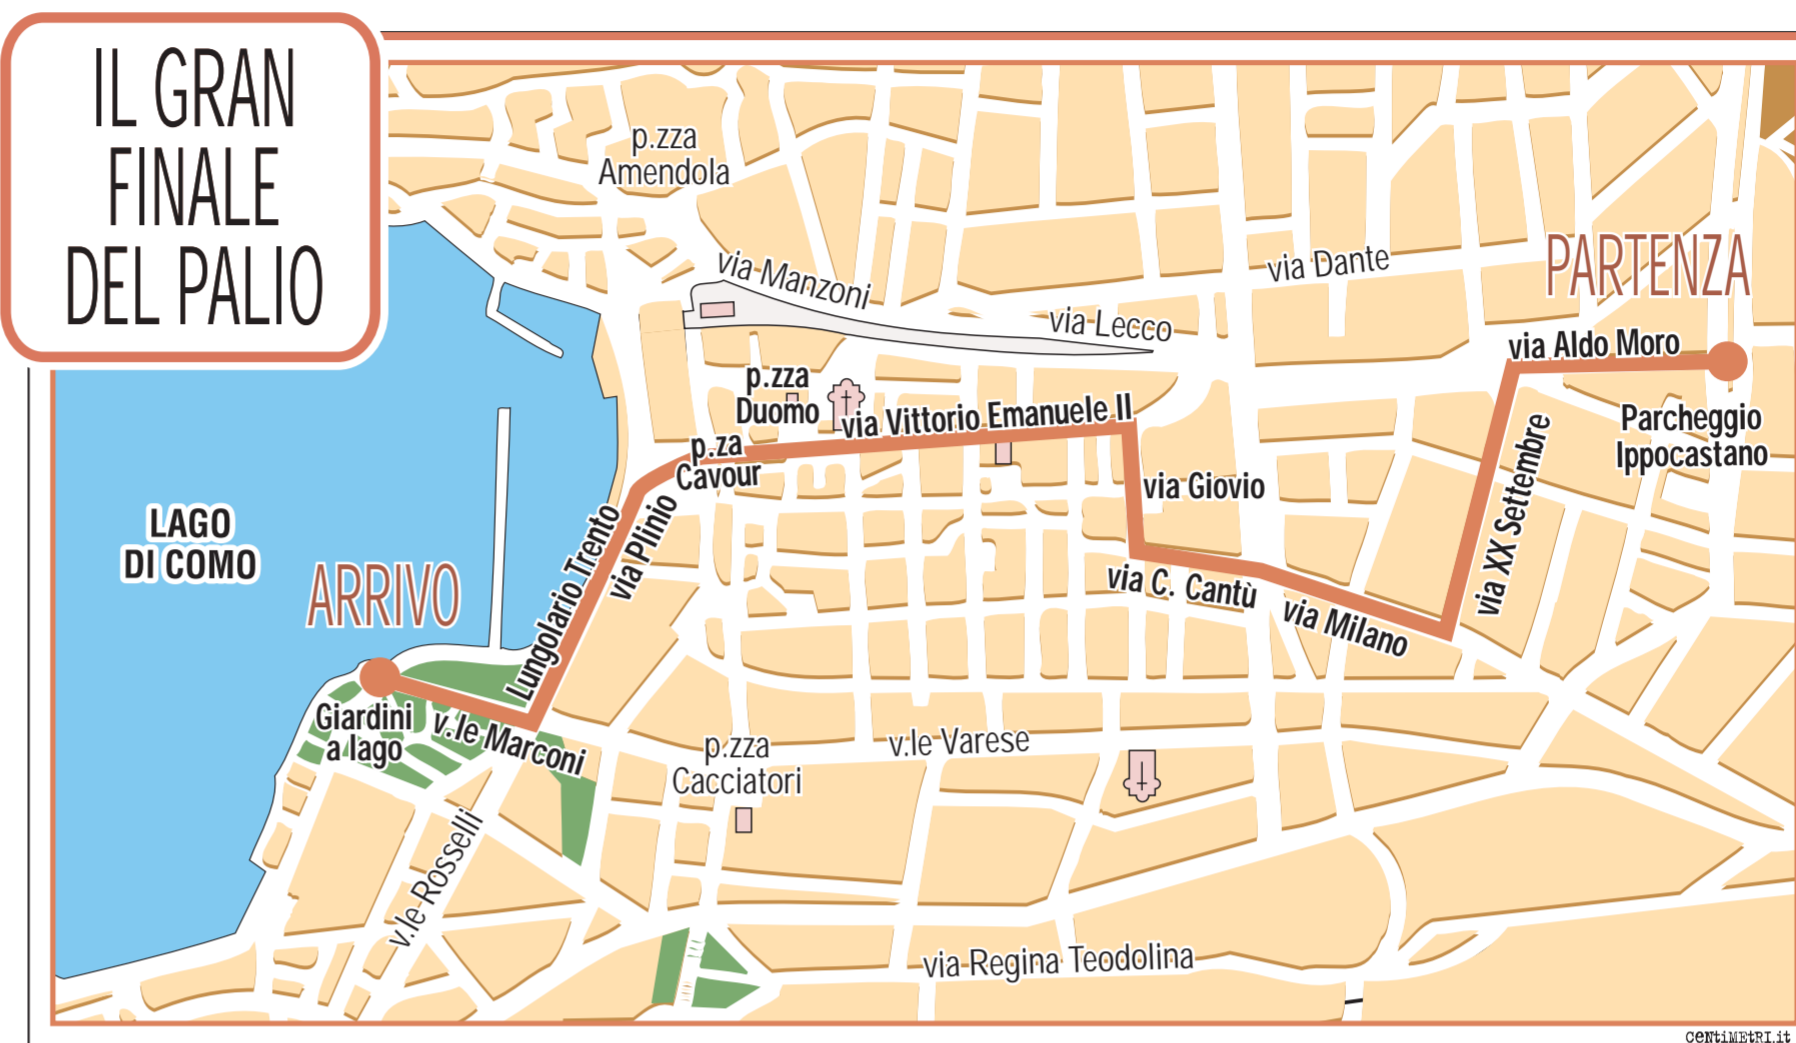 IL GRAN
FINALE
DEL PALIO
p.zza
Amendola
via Manzoni
via Lecco
via Dante
PARTENZA
via Aldo Moro
Parcheggio
Ippocastano
via XX Settembre
p.zza
Duomo
via Vittorio Emanuele II
p.za
Cavour
via Giovio
via C. Cantù
via Milano
LAGO
DI COMO
ARRIVO
Lungolario Trento
via Plinio
Giardini
a lago
v.le Marconi
p.zza
Cacciatori
v.le Varese
v.le Rosselli
via Regina Teodolina
CeNtiMetRI.it